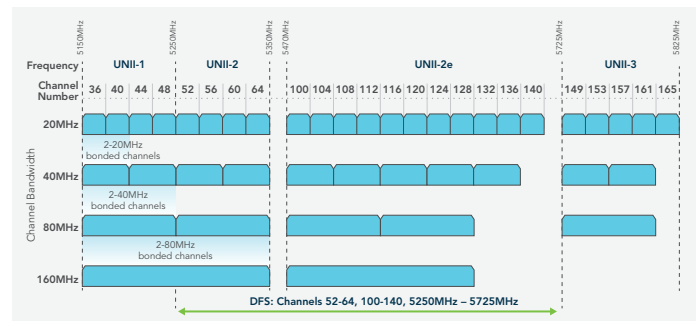 5150MHz
5250MHz
5350MHz
5470MHz
5725MHz
5825MHz
Frequency UNII-1 UNII-2 UNII-2e UNII-3
Channel Number 36 40 44 48 52 56 60 64 100 104 108 112 116 120 124 128 132 136 140 149 153 157 161 165
Channel Bandwidth
20MHz
2-20MHz
bonded channels
40MHz
2-40MHz
bonded channels
80MHz
2-80MHz
bonded channels
160MHz
DFS: Channels 52-64, 100-140, 5250MHz – 5725MHz